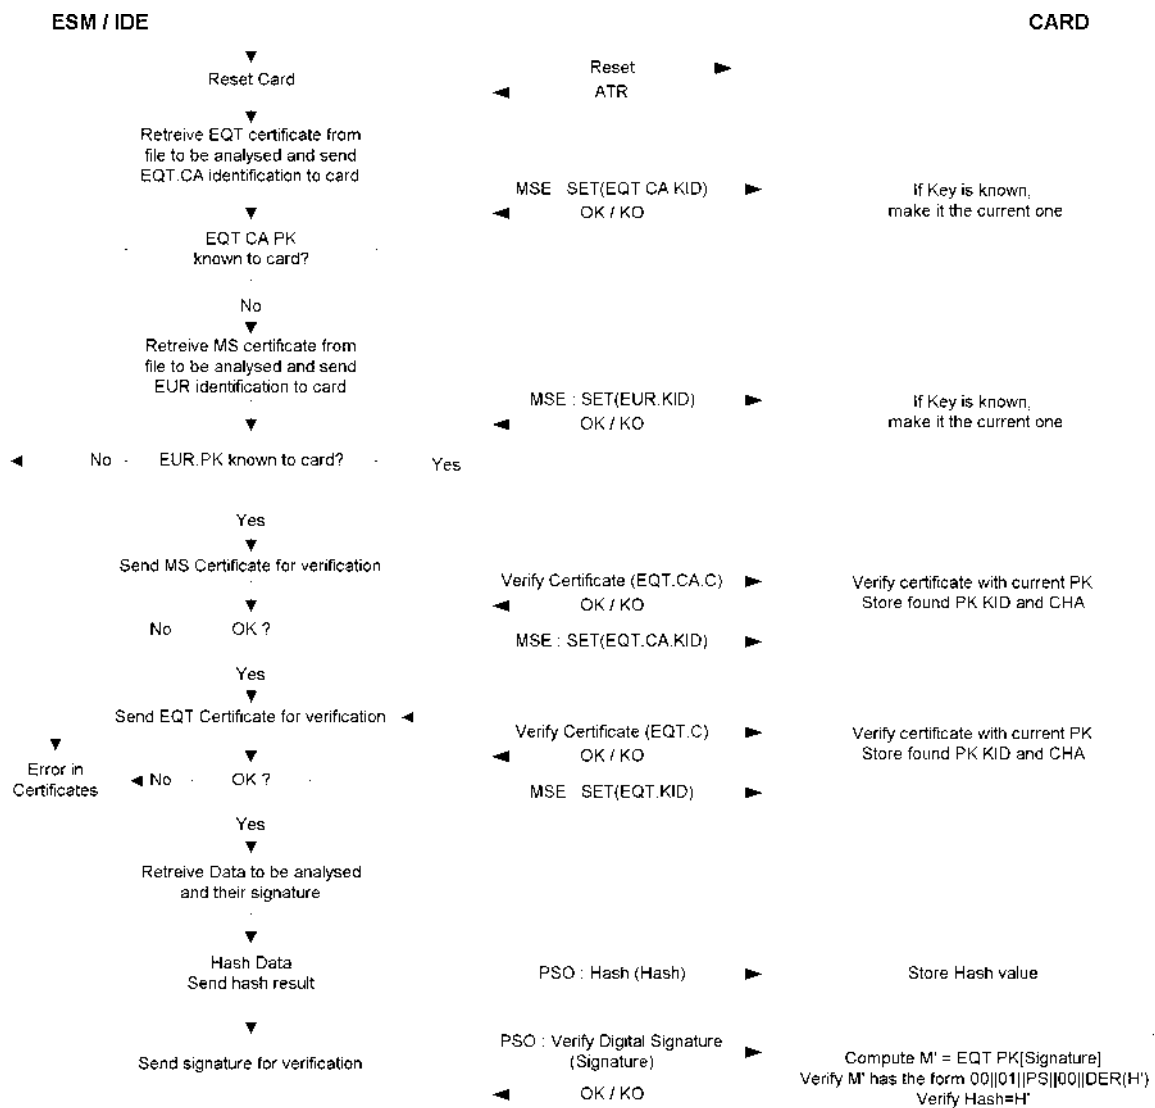 ESM / IDE
CARD
Reset Card
Reset
ATR
Retreive EQT certificate from
file to be analysed and send
EQT.CA identification to card
MSE SET(EQT CA KID)
OK / KO
If Key is known,
make it the current one
EQT CA PK
known to card?
No
Retreive MS certificate from
file to be analysed and send
EUR identification to card
MSE : SET(EUR.KID)
OK / KO
If Key is known,
make it the current one
No
EUR.PK known to card?
Yes
Yes
Send MS Certificate for verification
Verify Certificate (EQT.CA.C)
OK / KO
Verify certificate with current PK
Store found PK KID and CHA
No
OK ?
MSE : SET(EQT.CA.KID)
Yes
Send EQT Certificate for verification
Verify Certificate (EQT.C)
OK / KO
Verify certificate with current PK
Store found PK KID and CHA
Error in
Certificates
No
OK ?
MSE SET(EQT.KID)
Yes
Retreive Data to be analysed
and their signature
Hash Data
Send hash result
PSO : Hash (Hash)
Store Hash value
Send signature for verification
PSO : Verify Digital Signature
(Signature)
OK / KO
Compute M' = EQT PK[Signature]
Verify M' has the form 00||01||PS||00||DER(H')
Verify Hash=H'